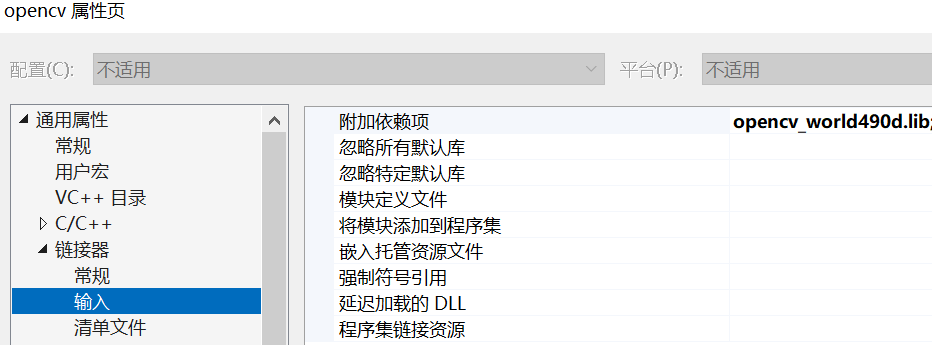 opencv 属性页
配置(C): 不适用 平台(P): 不适用
通用属性
常规
用户宏
VC++ 目录
C/C++
链接器
常规
输入
清单文件
附加依赖项 opencv_world490d.lib;
忽略所有默认库
忽略特定默认库
模块定义文件
将模块添加到程序集
嵌入托管资源文件
强制符号引用
延迟加载的 DLL
程序集链接资源